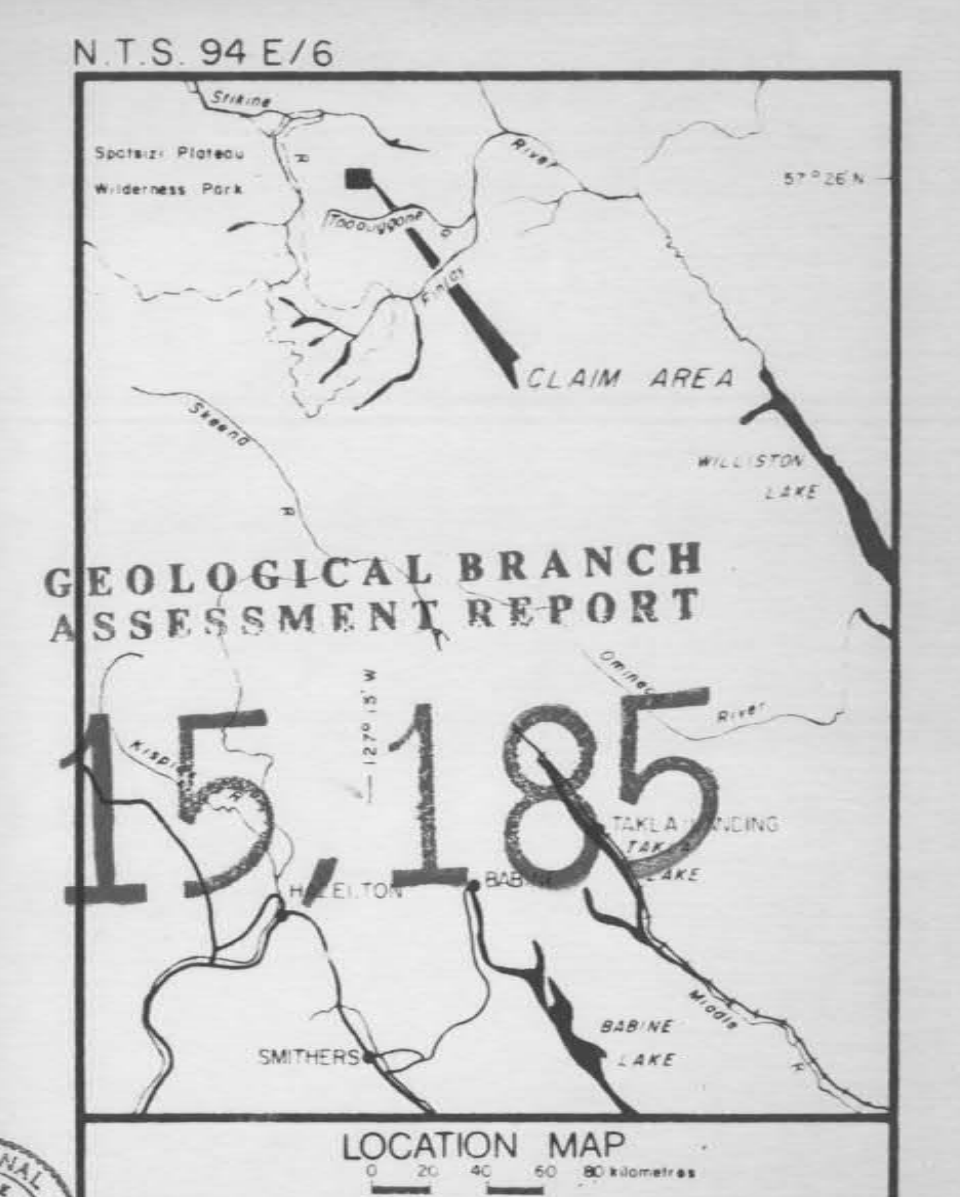 N.T.S. 94 E/6
Stikine
R
Spatsizi Plateau
Wilderness Park
River
57° 26' N
Toodoggone
R
Finlay
CLAIM AREA
Skeena
R
WILLISTON
LAKE
GEOLOGICAL BRANCH
ASSESSMENT REPORT
Omineca
River
127° 15' W
15,185
R
TAKLA LANDING
TAKLA
LAKE
HAZELTON
BABINE
Middle
R
BABINE
LAKE
SMITHERS
LOCATION MAP
0 20 40 60 80 kilometres
NAL